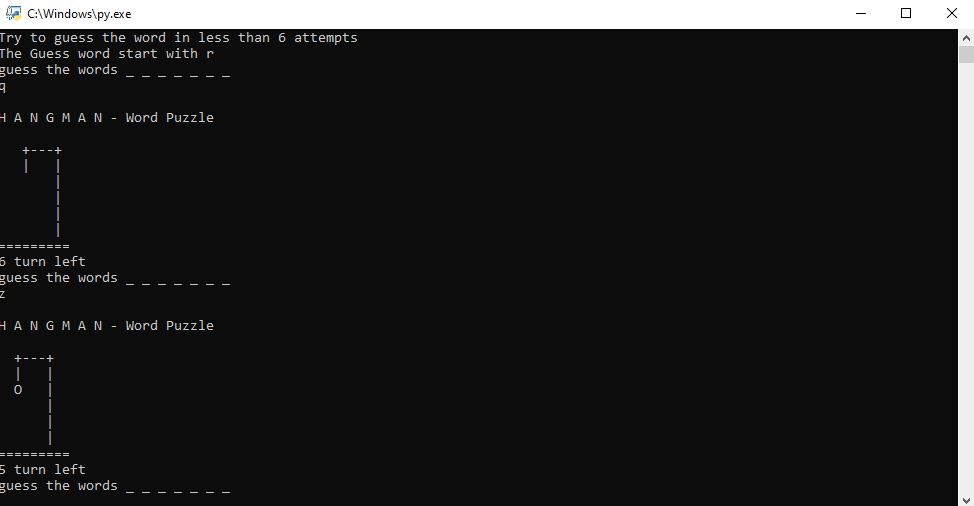 C:\Windows\py.exe
Try to guess the word in less than 6 attempts
The Guess word start with r
guess the words _ _ _ _ _ _ _
q
H A N G M A N - Word Puzzle
   +---+
   |   |
       |
       |
       |
       |
=========
6 turn left
guess the words _ _ _ _ _ _ _
z
H A N G M A N - Word Puzzle
  +---+
  |   |
  O   |
      |
      |
      |
=========
5 turn left
guess the words _ _ _ _ _ _ _